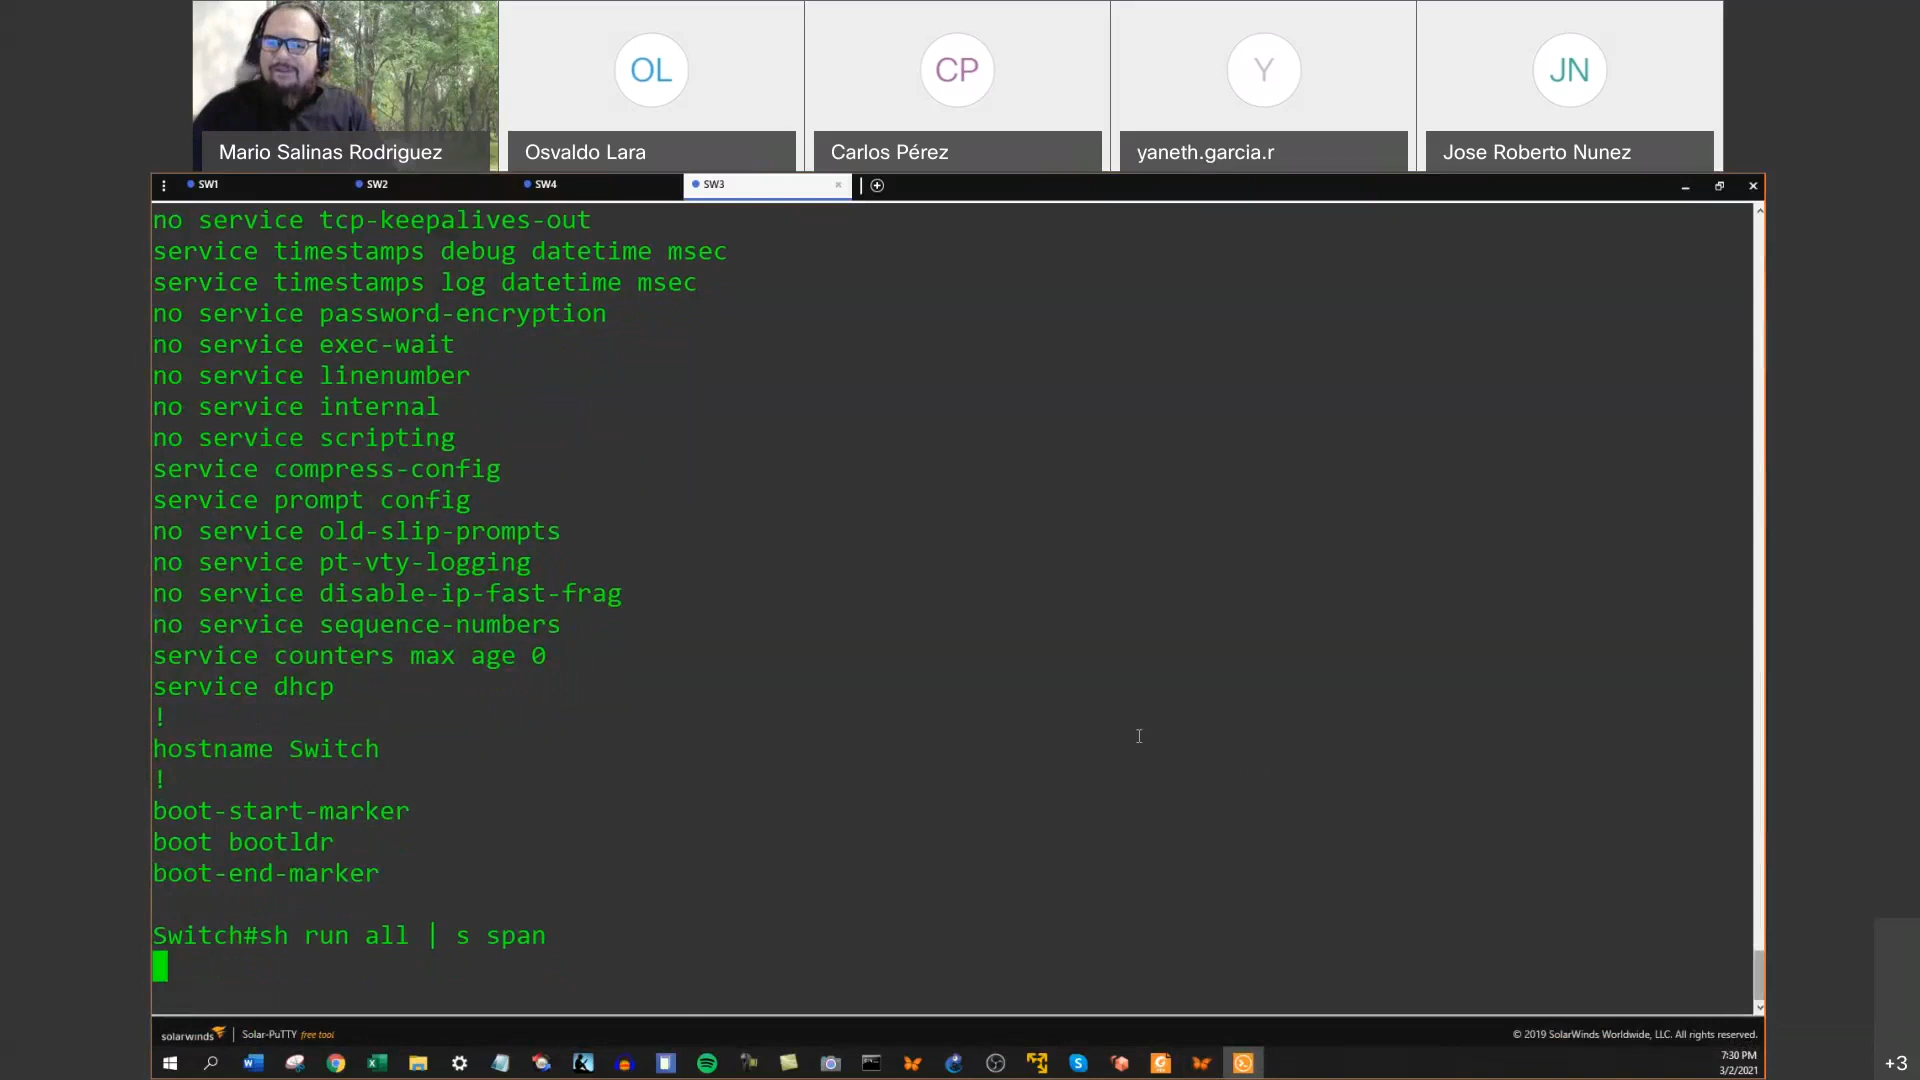 OL
CP
Y
JN
Mario Salinas Rodriguez
Osvaldo Lara
Carlos Pérez
yaneth.garcia.r
Jose Roberto Nunez
SW1
SW2
SW4
SW3
no service tcp-keepalives-out
service timestamps debug datetime msec
service timestamps log datetime msec
no service password-encryption
no service exec-wait
no service linenumber
no service internal
no service scripting
service compress-config
service prompt config
no service old-slip-prompts
no service pt-vty-logging
no service disable-ip-fast-frag
no service sequence-numbers
service counters max age 0
service dhcp
!
hostname Switch
!
boot-start-marker
boot bootldr
boot-end-marker
Switch#sh run all | s span
solarwinds | Solar-PuTTY free tool
© 2019 SolarWinds Worldwide, LLC. All rights reserved.
7:30 PM
3/2/2021
+3